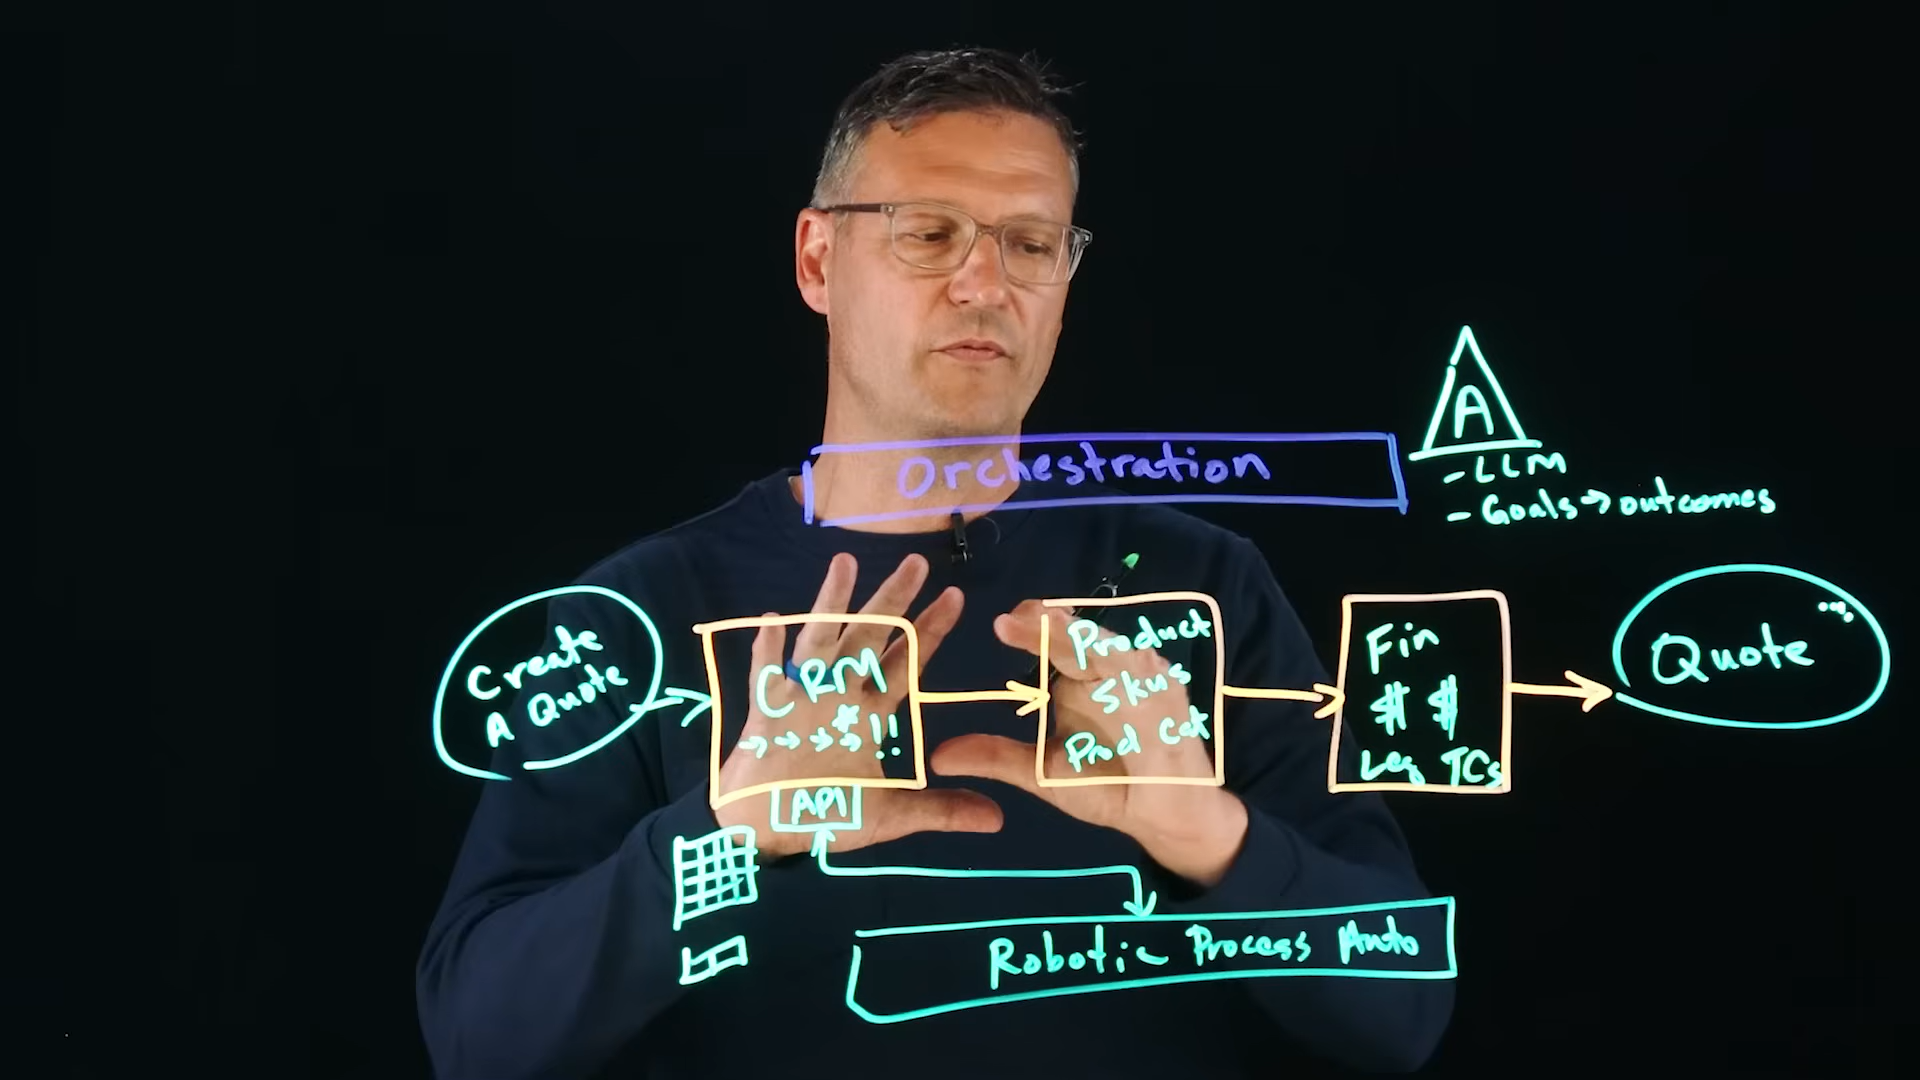 Orchestration
A
- LLM
- Goals → outcomes
Create
A Quote
CRM
→ → → → * !!
API
Product
Skus
Prod Cat
Fin
$ $
Leg TCs
Quote
Robotic Process Auto